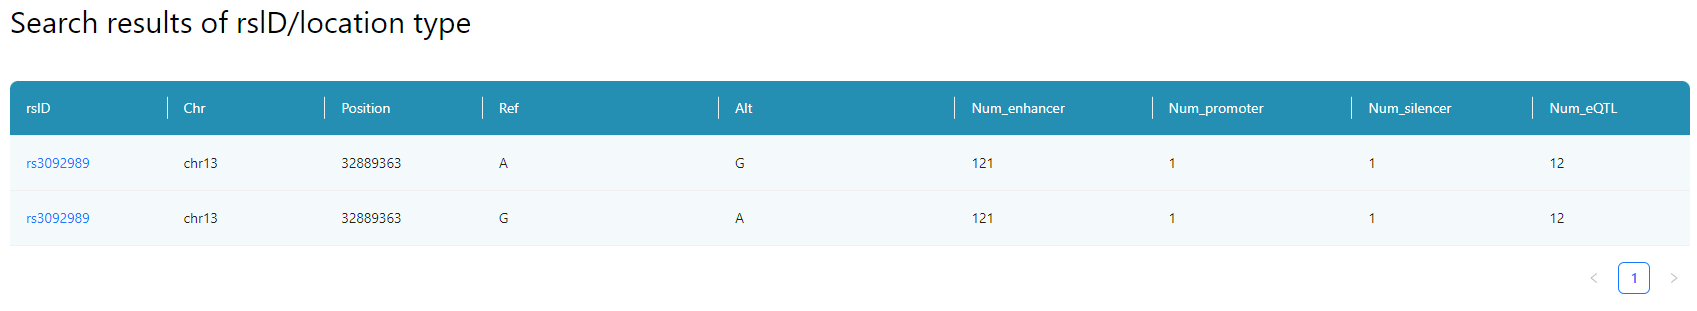 Search results of rsID/location type
rsID Chr Position Ref Alt Num_enhancer Num_promoter Num_silencer Num_eQTL
rs3092989 chr13 32889363 A G 121 1 1 12
rs3092989 chr13 32889363 G A 121 1 1 12
< 1 >